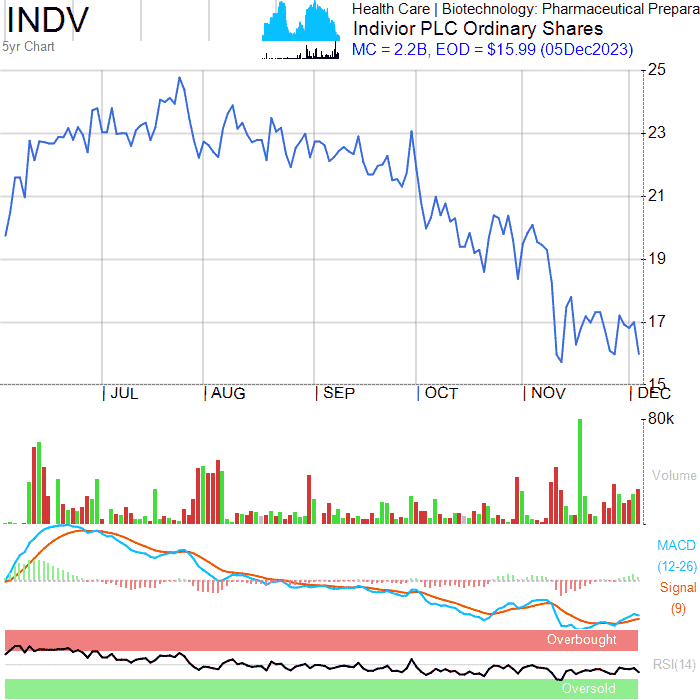 INDV
5yr Chart
Health Care | Biotechnology: Pharmaceutical Prepara
Indivior PLC Ordinary Shares
MC = 2.2B, EOD = $15.99 (05Dec2023)
25
23
21
19
17
15
JUL AUG SEP OCT NOV DEC
80k
Volume
MACD
(12-26)
Signal
(9)
Overbought
RSI(14)
Oversold